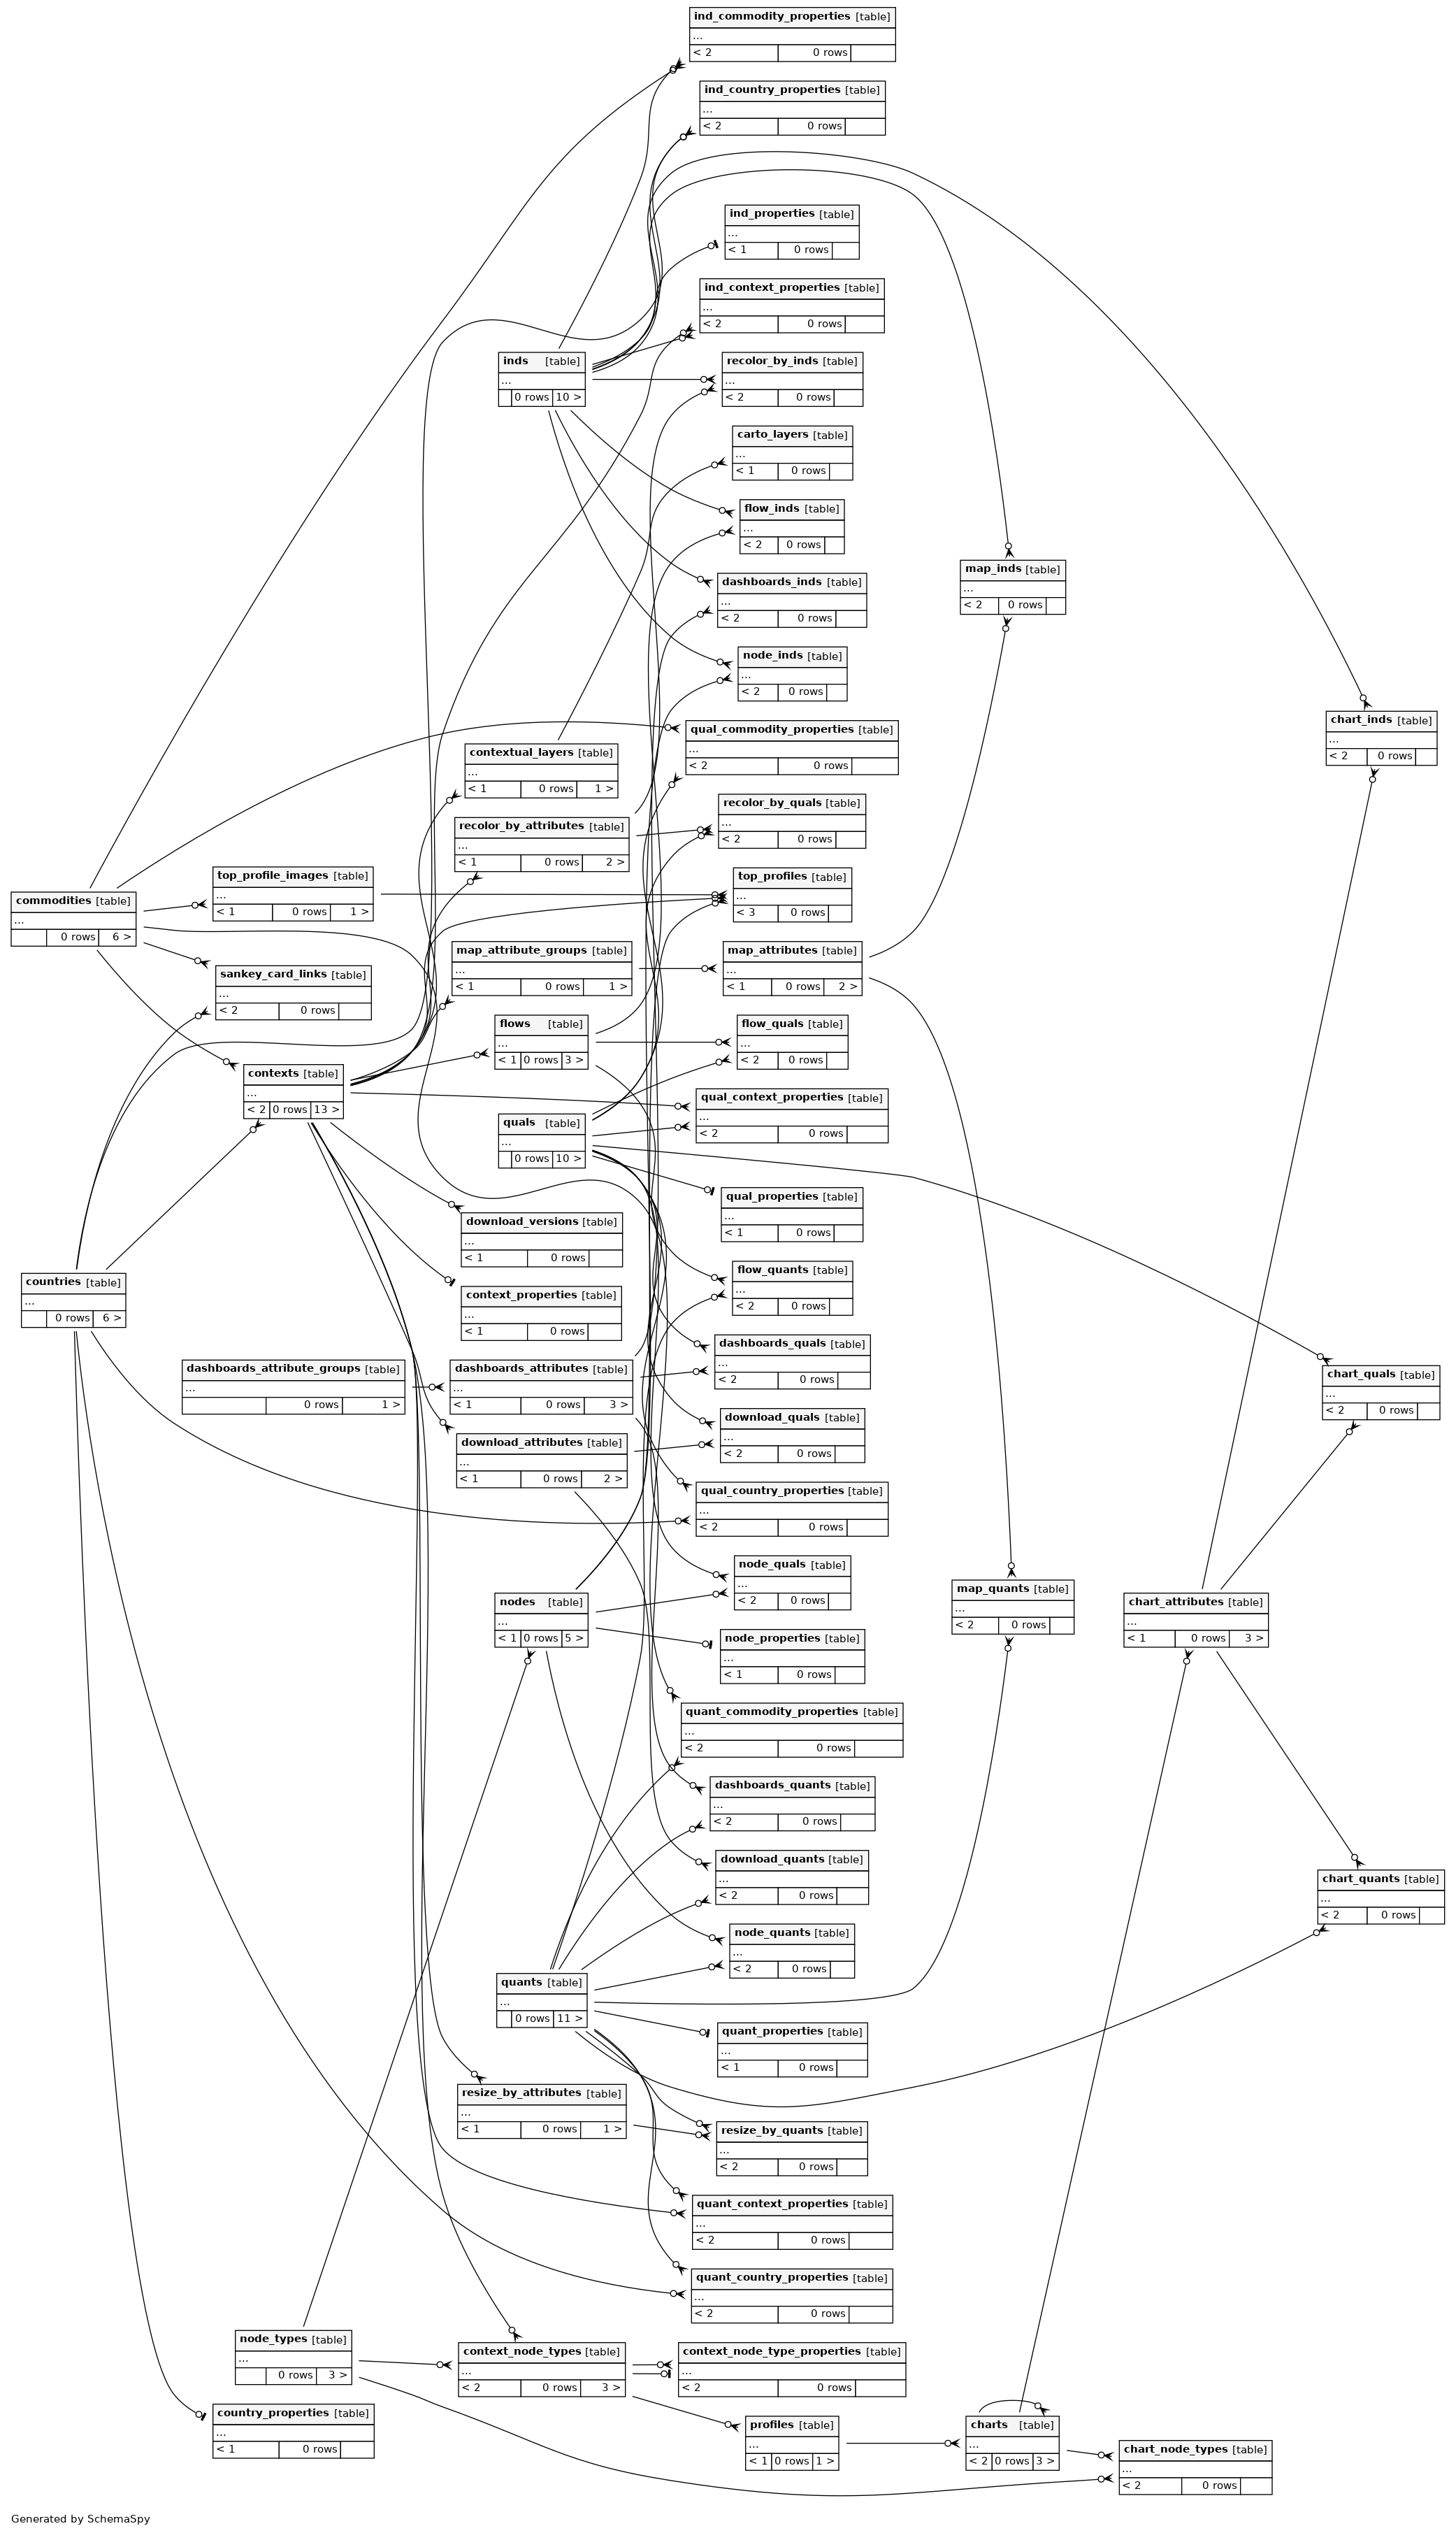 ind_commodity_properties [table]
...
< 2 0 rows
ind_country_properties [table]
...
< 2 0 rows
ind_properties [table]
...
< 1 0 rows
ind_context_properties [table]
...
< 2 0 rows
inds [table]
...
0 rows 10 >
recolor_by_inds [table]
...
< 2 0 rows
carto_layers [table]
...
< 1 0 rows
flow_inds [table]
...
< 2 0 rows
map_inds [table]
...
< 2 0 rows
dashboards_inds [table]
...
< 2 0 rows
node_inds [table]
...
< 2 0 rows
chart_inds [table]
...
< 2 0 rows
qual_commodity_properties [table]
...
< 2 0 rows
contextual_layers [table]
...
< 1 0 rows 1 >
recolor_by_quals [table]
...
< 2 0 rows
recolor_by_attributes [table]
...
< 1 0 rows 2 >
top_profile_images [table]
...
< 1 0 rows 1 >
top_profiles [table]
...
< 3 0 rows
commodities [table]
...
0 rows 6 >
map_attribute_groups [table]
...
< 1 0 rows 1 >
map_attributes [table]
...
< 1 0 rows 2 >
sankey_card_links [table]
...
< 2 0 rows
flows [table]
...
< 1 0 rows 3 >
flow_quals [table]
...
< 2 0 rows
contexts [table]
...
< 2 0 rows 13 >
qual_context_properties [table]
...
< 2 0 rows
quals [table]
...
0 rows 10 >
qual_properties [table]
...
< 1 0 rows
download_versions [table]
...
< 1 0 rows
flow_quants [table]
...
< 2 0 rows
countries [table]
...
0 rows 6 >
context_properties [table]
...
< 1 0 rows
dashboards_quals [table]
...
< 2 0 rows
dashboards_attribute_groups [table]
...
0 rows 1 >
dashboards_attributes [table]
...
< 1 0 rows 3 >
chart_quals [table]
...
< 2 0 rows
download_quals [table]
...
< 2 0 rows
download_attributes [table]
...
< 1 0 rows 2 >
qual_country_properties [table]
...
< 2 0 rows
node_quals [table]
...
< 2 0 rows
map_quants [table]
...
< 2 0 rows
nodes [table]
...
< 1 0 rows 5 >
chart_attributes [table]
...
< 1 0 rows 3 >
node_properties [table]
...
< 1 0 rows
quant_commodity_properties [table]
...
< 2 0 rows
dashboards_quants [table]
...
< 2 0 rows
download_quants [table]
...
< 2 0 rows
chart_quants [table]
...
< 2 0 rows
node_quants [table]
...
< 2 0 rows
quants [table]
...
0 rows 11 >
quant_properties [table]
...
< 1 0 rows
resize_by_attributes [table]
...
< 1 0 rows 1 >
resize_by_quants [table]
...
< 2 0 rows
quant_context_properties [table]
...
< 2 0 rows
quant_country_properties [table]
...
< 2 0 rows
node_types [table]
...
0 rows 3 >
context_node_types [table]
...
< 2 0 rows 3 >
context_node_type_properties [table]
...
< 2 0 rows
country_properties [table]
...
< 1 0 rows
profiles [table]
...
< 1 0 rows 1 >
charts [table]
...
< 2 0 rows 3 >
chart_node_types [table]
...
< 2 0 rows
Generated by SchemaSpy